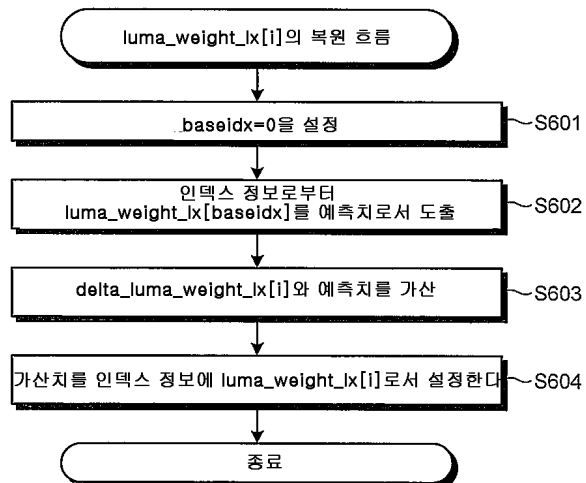 luma_weight_lx[i]의 복원 흐름
baseidx=0을 설정
S601
인덱스 정보로부터
luma_weight_lx[baseidx]를 예측치로서 도출
S602
delta_luma_weight_lx[i]와 예측치를 가산
S603
가산치를 인덱스 정보에 luma_weight_lx[i]로서 설정한다
S604
종료